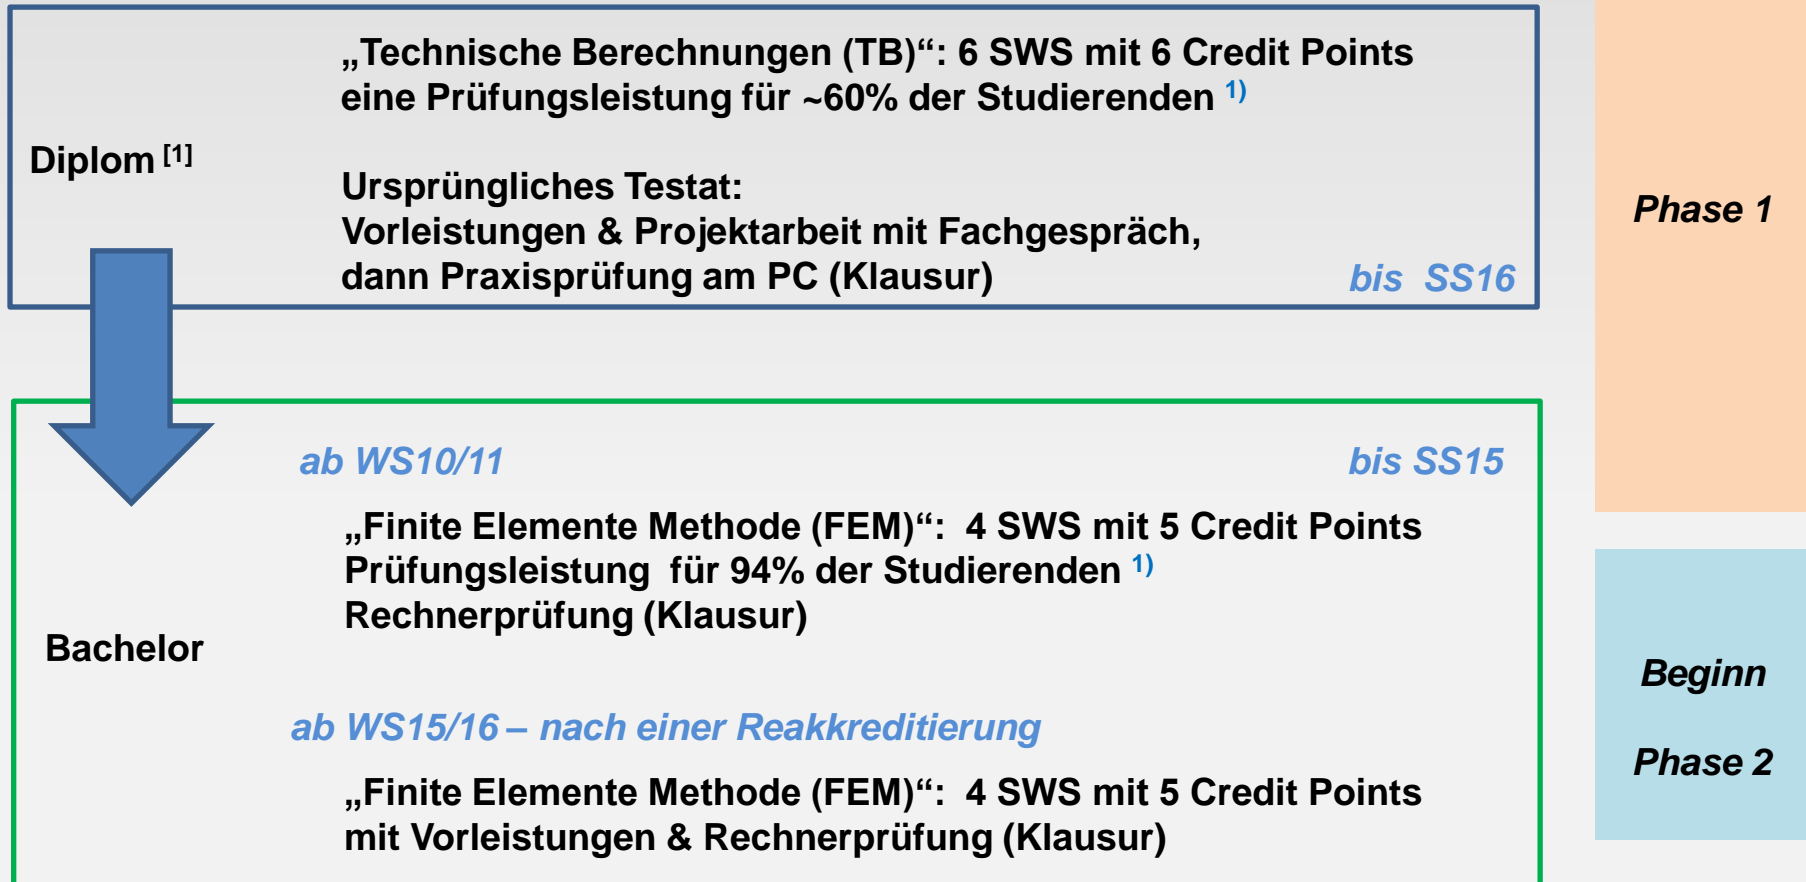 „Technische Berechnungen (TB)“: 6 SWS mit 6 Credit Points
eine Prüfungsleistung für ~60% der Studierenden 1)
Diplom [1]
Ursprüngliches Testat:
Vorleistungen & Projektarbeit mit Fachgespräch,
dann Praxisprüfung am PC (Klausur)
bis SS16
Phase 1
ab WS10/11
bis SS15
„Finite Elemente Methode (FEM)“: 4 SWS mit 5 Credit Points
Prüfungsleistung für 94% der Studierenden 1)
Rechnerprüfung (Klausur)
Bachelor
ab WS15/16 – nach einer Reakkreditierung
„Finite Elemente Methode (FEM)“: 4 SWS mit 5 Credit Points
mit Vorleistungen & Rechnerprüfung (Klausur)
Beginn
Phase 2